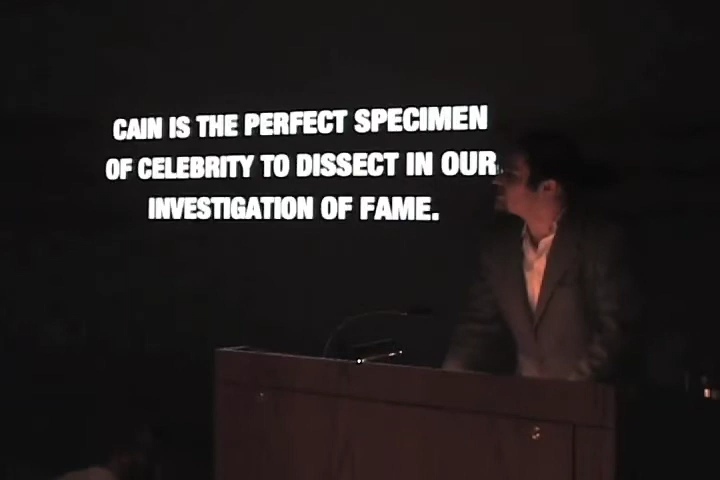 CAIN IS THE PERFECT SPECIMEN
OF CELEBRITY TO DISSECT IN OUR
INVESTIGATION OF FAME.